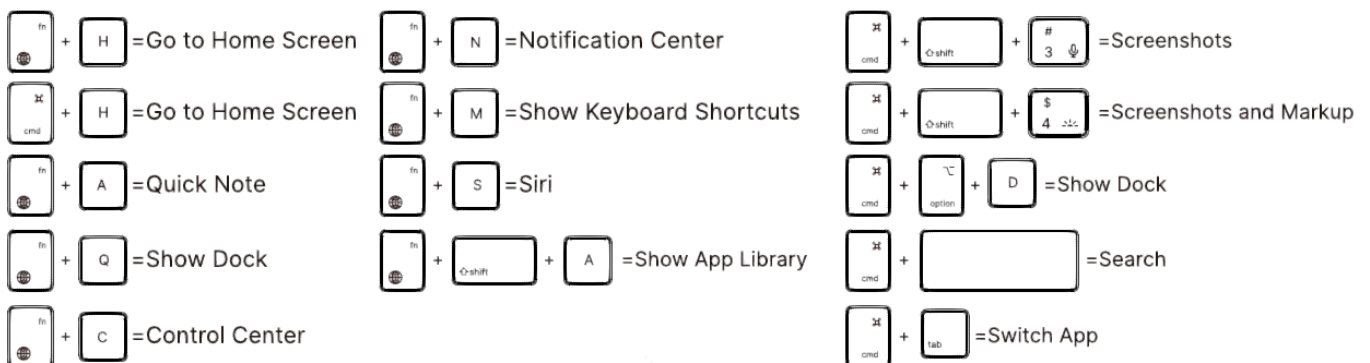 fn + H =Go to Home Screen
⌘ cmd + H =Go to Home Screen
fn + A =Quick Note
fn + Q =Show Dock
fn + C =Control Center
fn + N =Notification Center
fn + M =Show Keyboard Shortcuts
fn + S =Siri
fn + ⇧shift + A =Show App Library
⌘ cmd + ⇧shift + # 3 =Screenshots
⌘ cmd + ⇧shift + $ 4 =Screenshots and Markup
⌘ cmd + ⌥ option + D =Show Dock
⌘ cmd + =Search
⌘ cmd + tab =Switch App